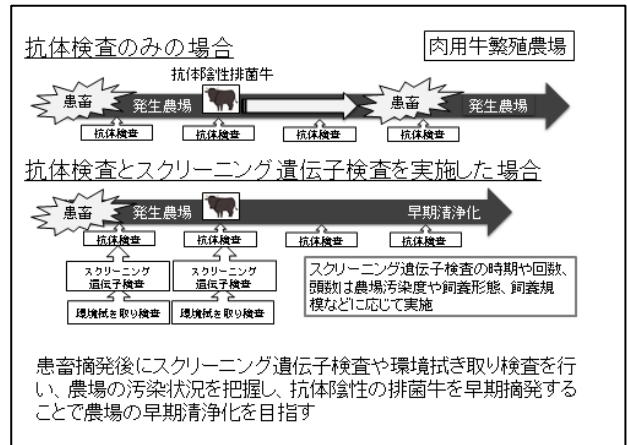 抗体検査のみの場合
肉用牛繁殖農場
抗体陰性排菌牛
患畜
発生農場
患畜
発生農場
抗体検査
抗体検査
抗体検査
抗体検査
抗体検査とスクリーニング遺伝子検査を実施した場合
患畜
発生農場
早期清浄化
抗体検査
抗体検査
抗体検査
抗体検査
スクリーニング
遺伝子検査
スクリーニング
遺伝子検査
環境拭き取り検査
環境拭き取り検査
スクリーニング遺伝子検査の時期や回数、
頭数は農場汚染度や飼養形態、飼養規
模などに応じて実施
患畜摘発後にスクリーニング遺伝子検査や環境拭き取り検査を行
い、農場の汚染状況を把握し、抗体陰性の排菌牛を早期摘発する
ことで農場の早期清浄化を目指す